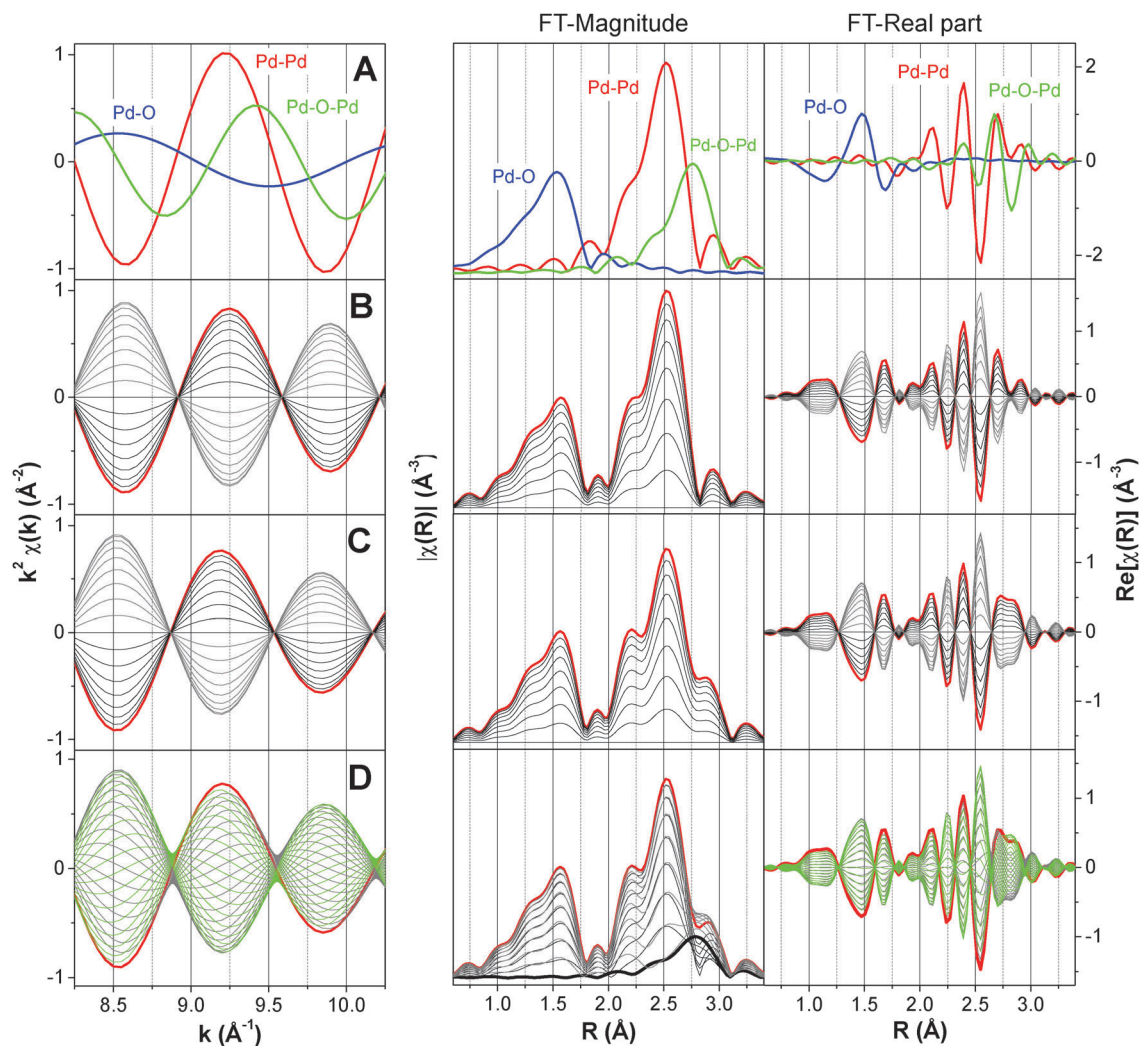 FT-Magnitude
FT-Real part
A
Pd-Pd
Pd-O
Pd-O-Pd
Pd-Pd
Pd-O
Pd-O-Pd
Pd-O
Pd-Pd
Pd-O-Pd
1
0
-1
2
0
-2
B
1
0
-1
1
0
-1
C
1
0
-1
1
0
-1
D
1
0
-1
1
0
-1
k² χ(k) (Å⁻²)
|χ(R)| (Å⁻³)
Re[χ(R)] (Å⁻³)
8.5 9.0 9.5 10.0
1.0 1.5 2.0 2.5 3.0
1.0 1.5 2.0 2.5 3.0
k (Å⁻¹)
R (Å)
R (Å)